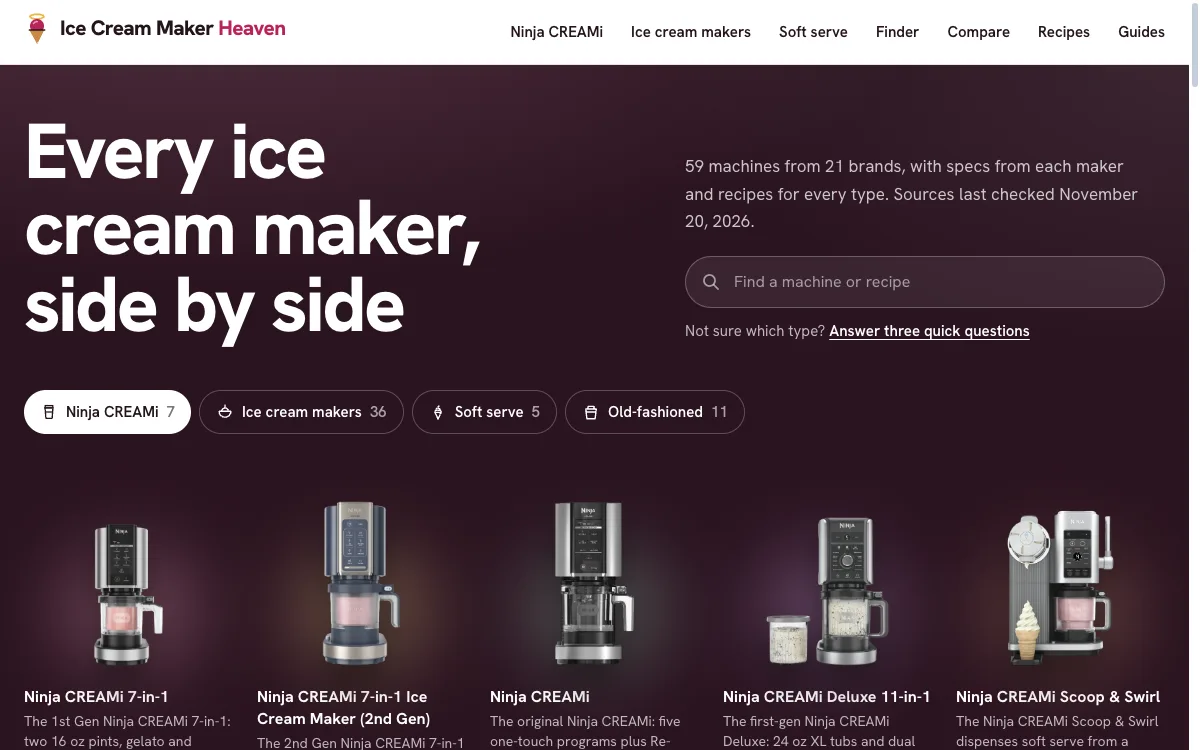 Ice Cream Maker Heaven
Ninja CREAMi
Ice cream makers
Soft serve
Finder
Compare
Recipes
Guides
Every ice
cream maker,
side by side
59 machines from 21 brands, with specs from each maker
and recipes for every type. Sources last checked November
20, 2026.
Find a machine or recipe
Not sure which type? Answer three quick questions
Ninja CREAMi 7
Ice cream makers 36
Soft serve 5
Old-fashioned 11
Ninja CREAMi 7-in-1
The 1st Gen Ninja CREAMi 7-in-1:
two 16 oz pints, gelato and
Ninja CREAMi 7-in-1 Ice
Cream Maker (2nd Gen)
The 2nd Gen Ninja CREAMi 7-in-1
Ninja CREAMi
The original Ninja CREAMi: five
one-touch programs plus Re-
Ninja CREAMi Deluxe 11-in-1
The first-gen Ninja CREAMi
Deluxe: 24 oz XL tubs and dual
Ninja CREAMi Scoop & Swirl
The Ninja CREAMi Scoop & Swirl
dispenses soft serve from a